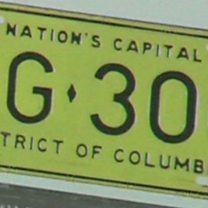 NATION'S CAPITAL
G♦30
TRICT OF COLUMB